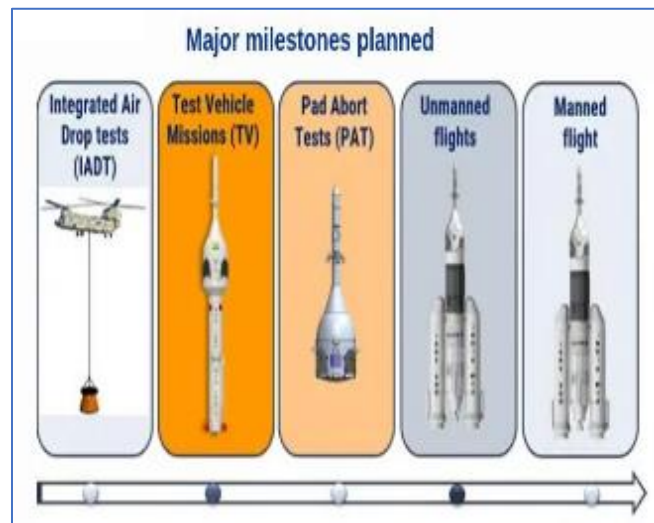 Major milestones planned
Integrated Air
Drop tests
(IADT)
Test Vehicle
Missions (TV)
Pad Abort
Tests (PAT)
Unmanned
flights
Manned
flight